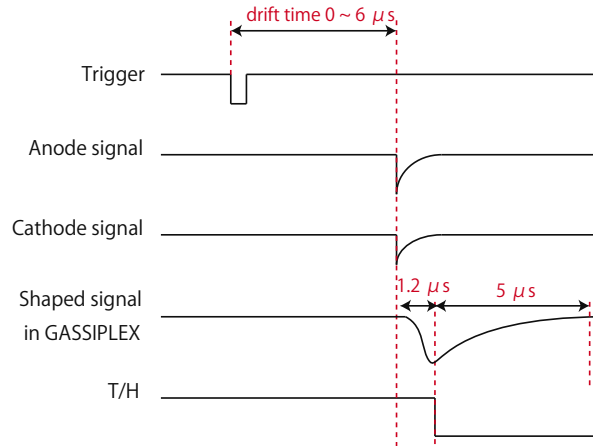 drift time 0 ~ 6 μs
Trigger
Anode signal
Cathode signal
1.2 μs
5 μs
Shaped signal
in GASSIPLEX
T/H